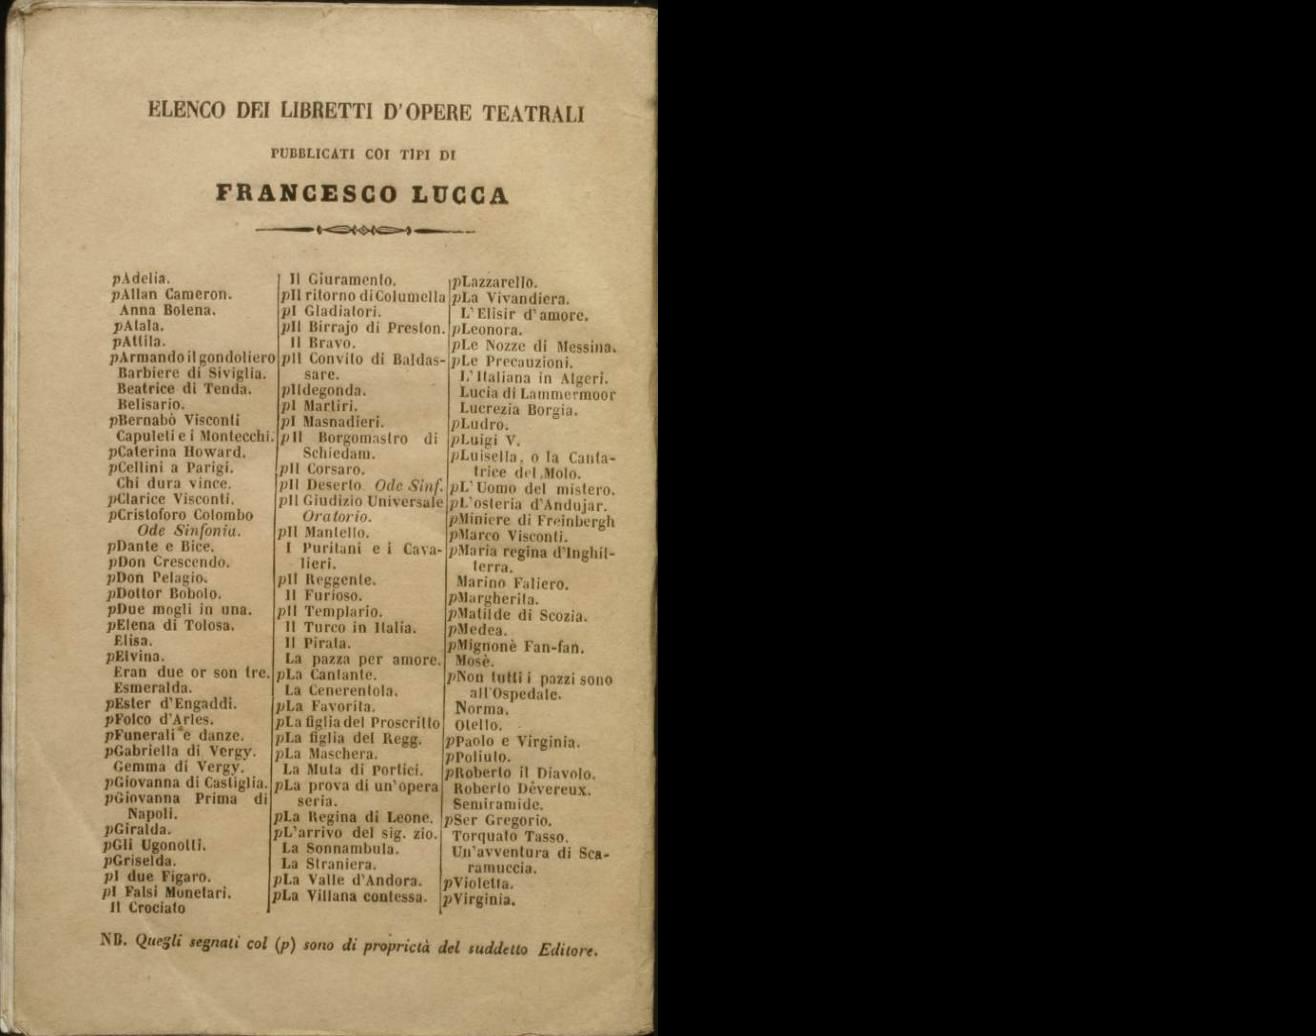 ELENCO DEI LIBRETTI D'OPERE TEATRALI
PUBBLICATI COI TIPI DI
FRANCESCO LUCCA
pAdelia.
pAllan Cameron.
Anna Bolena.
pAtala.
pAttila.
pArmando il gondoliero
Barbiere di Siviglia.
Beatrice di Tenda.
Belisario.
pBernabò Visconti
Capuleti e i Montecchi.
pCaterina Howard.
pCellini a Parigi.
Chi dura vince.
pClarice Visconti.
pCristoforo Colombo
Ode Sinfonia.
pDante e Bice.
pDon Crescendo.
pDon Pelagio.
pDottor Bobolo.
pDue mogli in una.
pElena di Tolosa.
Elisa.
pElvina.
Eran due or son tre.
Esmeralda.
pEster d'Engaddi.
pFolco d'Arles.
pFunerali e danze.
pGabriella di Vergy.
Gemma di Vergy.
pGiovanna di Castiglia.
pGiovanna Prima di
Napoli.
pGiralda.
pGli Ugonotti.
pGriselda.
pI due Figaro.
pI Falsi Monetari.
Il Crociato
Il Giuramento.
pIl ritorno di Columella
pI Gladiatori.
pIl Birrajo di Preston.
Il Bravo.
pIl Convito di Baldas-
sare.
pIldegonda.
pI Martiri.
pI Masnadieri.
pIl Borgomastro di
Schiedam.
pIl Corsaro.
pIl Deserto Ode Sinf.
pIl Giudizio Universale
Oratorio.
pIl Mantello.
I Puritani e i Cava-
lieri.
pIl Reggente.
Il Furioso.
pIl Templario.
Il Turco in Italia.
Il Pirata.
La pazza per amore.
pLa Cantante.
La Cenerentola.
pLa Favorita.
pLa figlia del Proscritto
pLa figlia del Regg.
pLa Maschera.
La Muta di Portici.
pLa prova di un'opera
seria.
pLa Regina di Leone.
pL'arrivo del sig. zio.
La Sonnambula.
La Straniera.
pLa Valle d'Andora.
pLa Villana contessa.
pLazzarello.
pLa Vivandiera.
L'Elisir d'amore.
pLeonora.
pLe Nozze di Messina.
pLe Precauzioni.
L'Italiana in Algeri.
Lucia di Lammermoor
Lucrezia Borgia.
pLudro.
pLuigi V.
pLuisella, o la Canta-
trice del Molo.
pL'Uomo del mistero.
pL'osteria d'Andujar.
pMiniere di Freinbergh
pMarco Visconti.
pMaria regina d'Inghil-
terra.
Marino Faliero.
pMargherita.
pMatilde di Scozia.
pMedea.
pMignonè Fan-fan.
Mosè.
pNon tutti i pazzi sono
all'Ospedale.
Norma.
Otello.
pPaolo e Virginia.
pPoliuto.
pRoberto il Diavolo.
Roberto Dèvereux.
Semiramide.
pSer Gregorio.
Torquato Tasso.
Un'avventura di Sca-
ramuccia.
pVioletta.
pVirginia.
NB. Quegli segnati col (p) sono di proprietà del suddetto Editore.